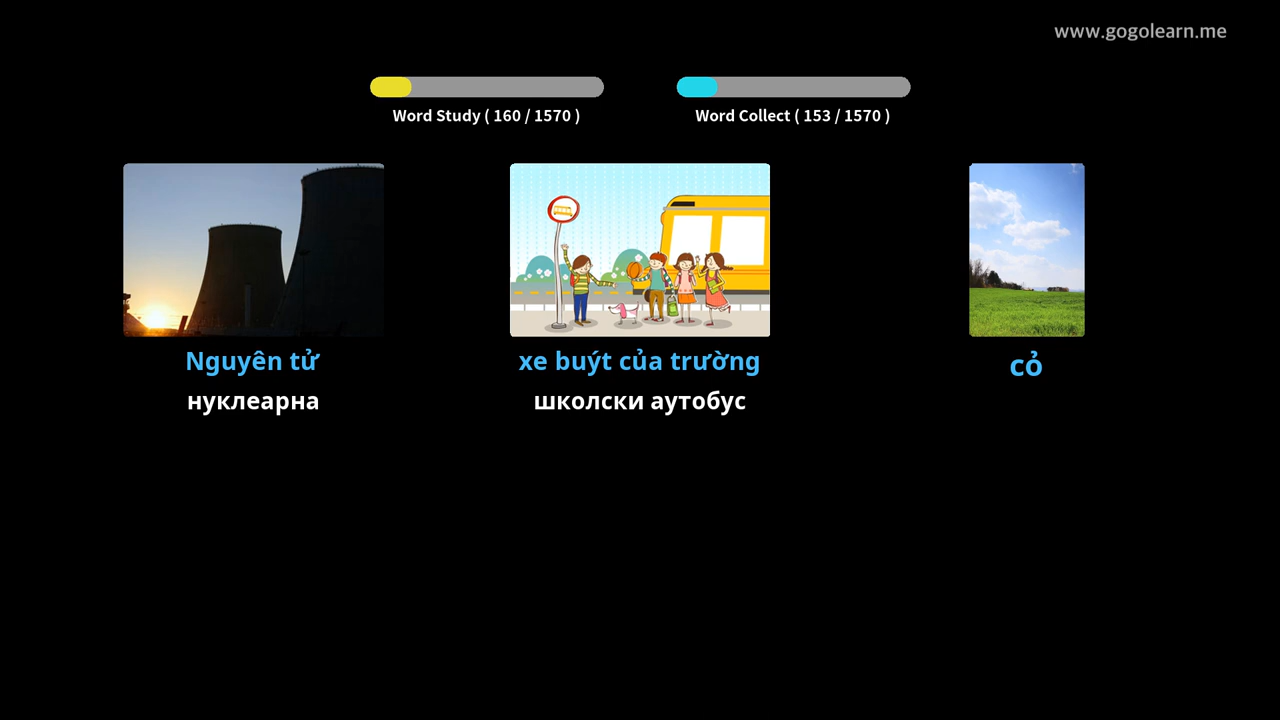 www.gogolearn.me
Word Study ( 160 / 1570 )
Word Collect ( 153 / 1570 )
Nguyên tử
нуклеарна
xe buýt của trường
школски аутобус
cỏ